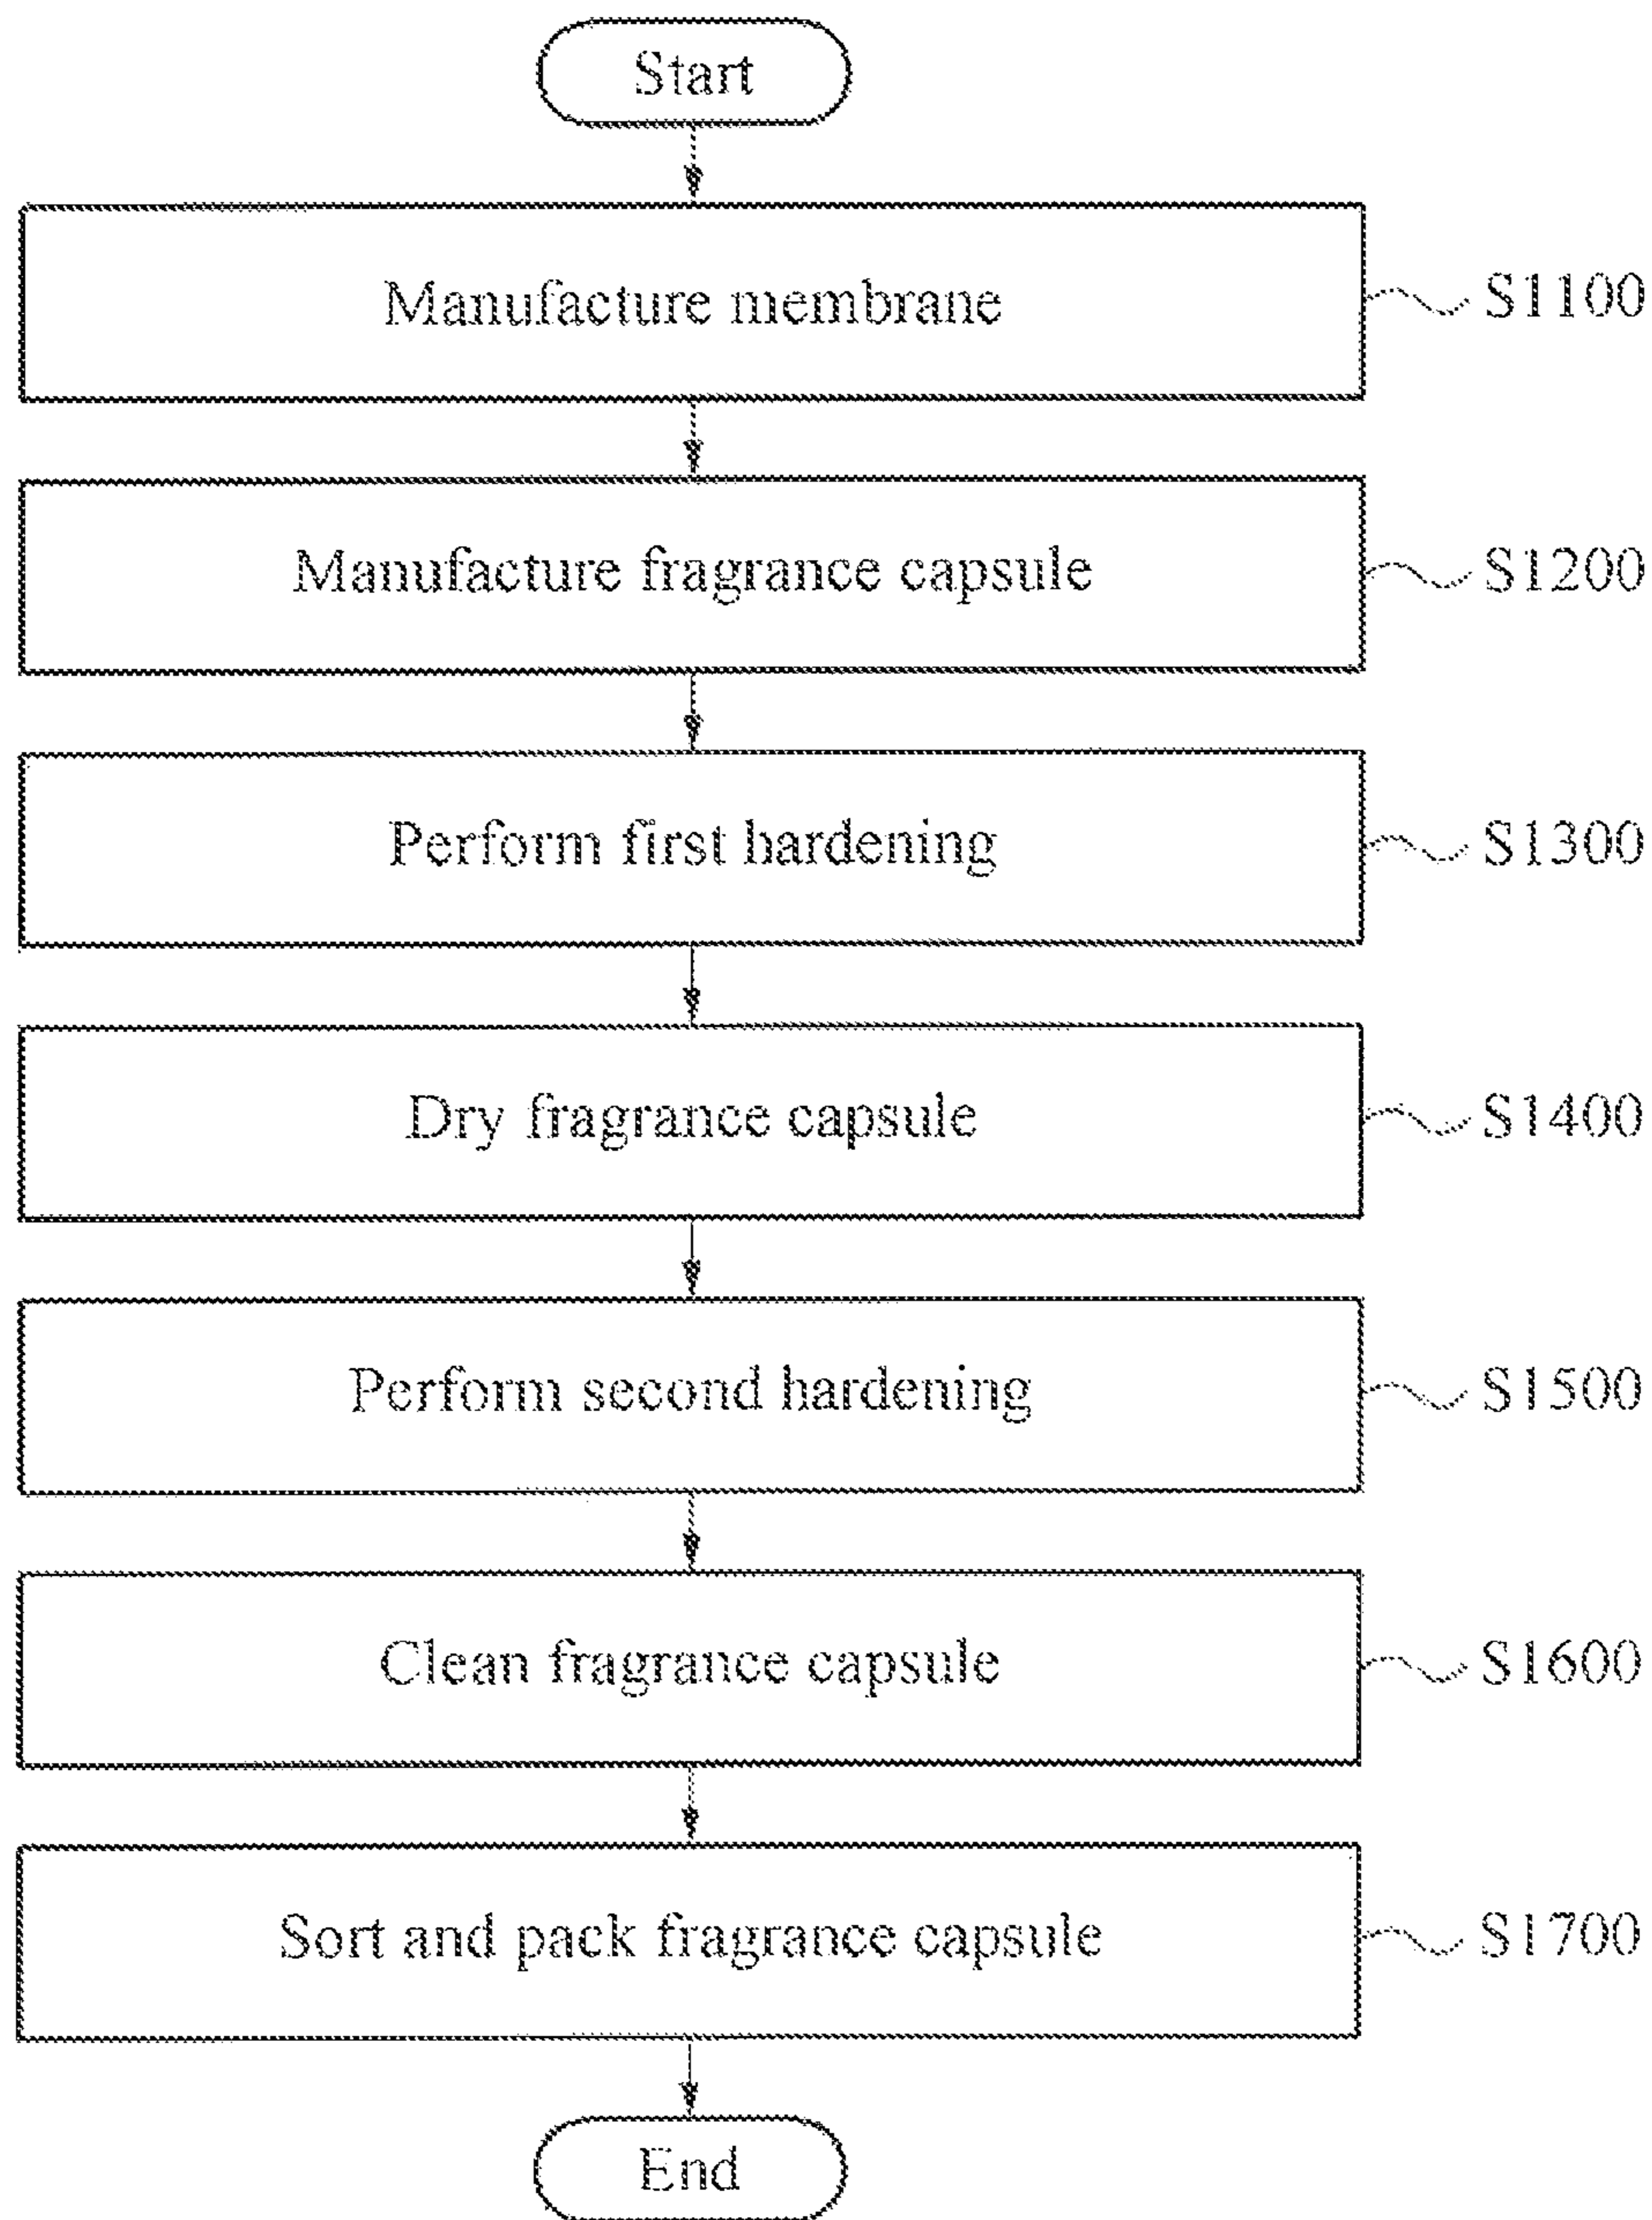 Start
Manufacture membrane
S1100
Manufacture fragrance capsule
S1200
Perform first hardening
S1300
Dry fragrance capsule
S1400
Perform second hardening
S1500
Clean fragrance capsule
S1600
Sort and pack fragrance capsule
S1700
End